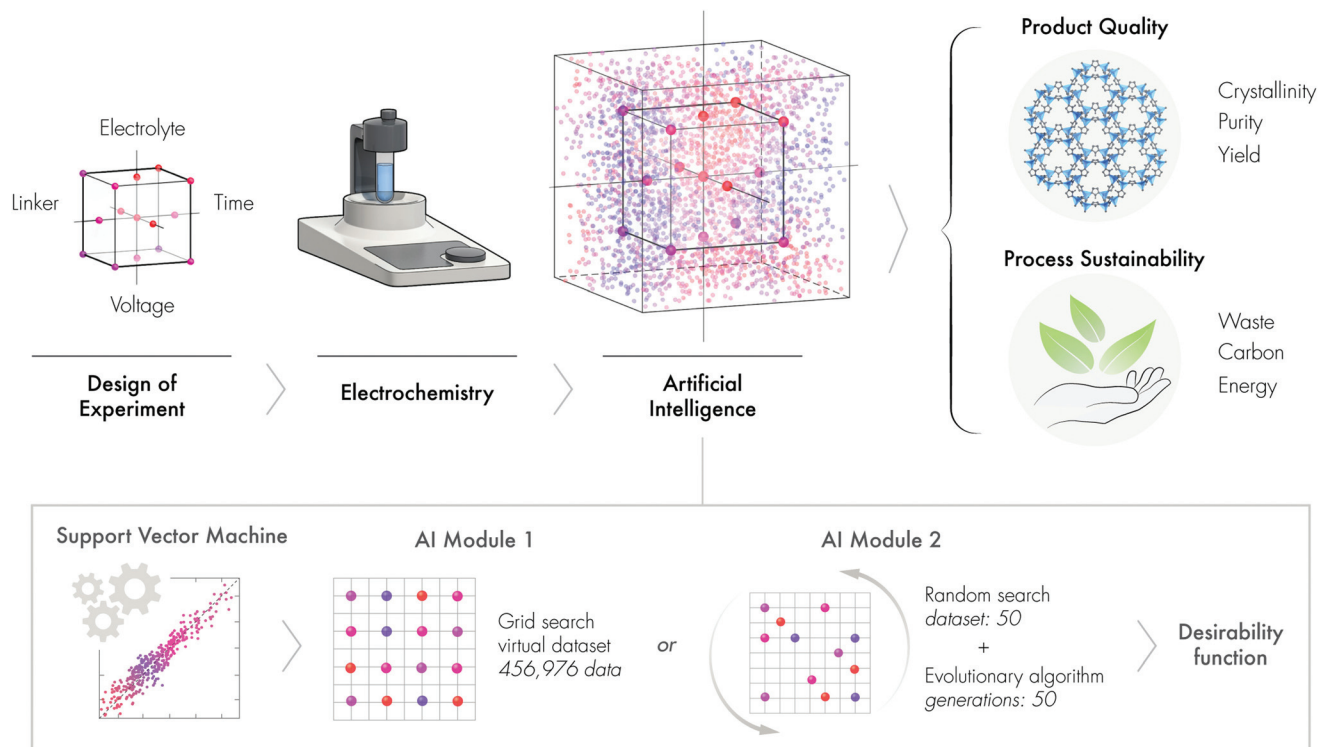 Electrolyte
Linker
Time
Voltage
Design of
Experiment
Electrochemistry
Artificial
Intelligence
Product Quality
Crystallinity
Purity
Yield
Process Sustainability
Waste
Carbon
Energy
Support Vector Machine
AI Module 1
Grid search
virtual dataset
456,976 data
or
AI Module 2
Random search
dataset: 50
+
Evolutionary algorithm
generations: 50
Desirability
function